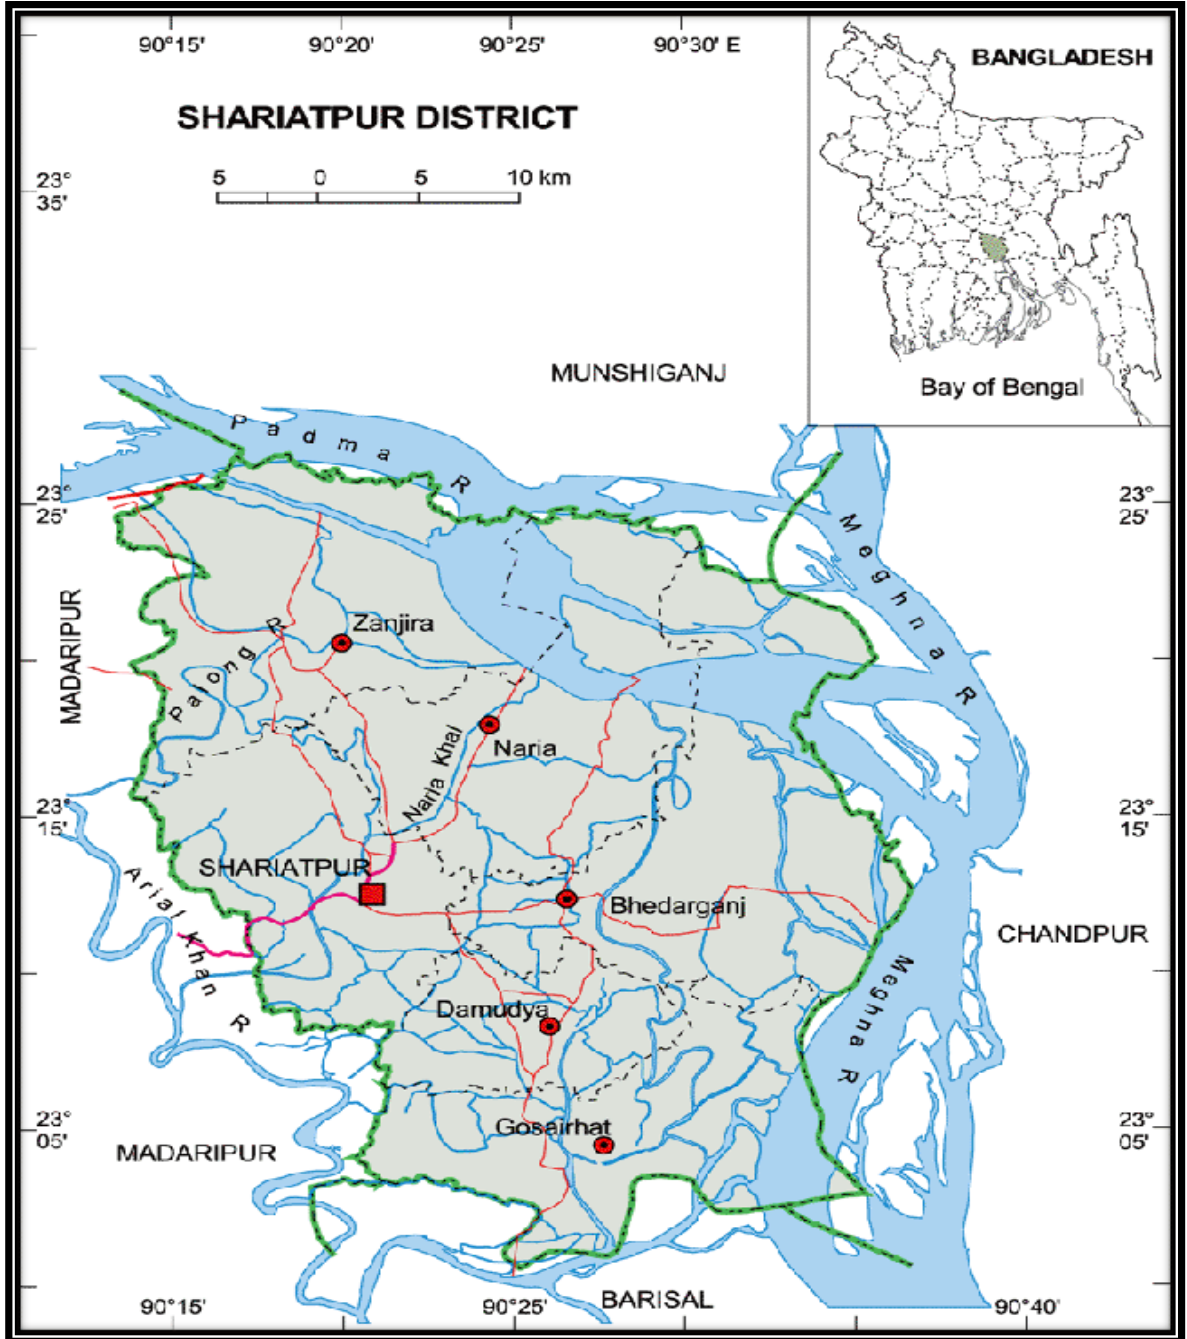 90°15' 90°20' 90°25' 90°30' E
BANGLADESH
SHARIATPUR DISTRICT
5 0 5 10 km
23°
35'
Bay of Bengal
MUNSHIGANJ
Padma R
23°
25'
23°
25'
Meghna R
MADARIPUR
Zanjira
Palong R
Naria
Naria Khal
23°
15'
23°
15'
SHARIATPUR
Arial Khan R
Bhedarganj
CHANDPUR
Meghna R
Damudya
23°
05'
23°
05'
Gosairhat
MADARIPUR
BARISAL
90°15' 90°25' 90°40'